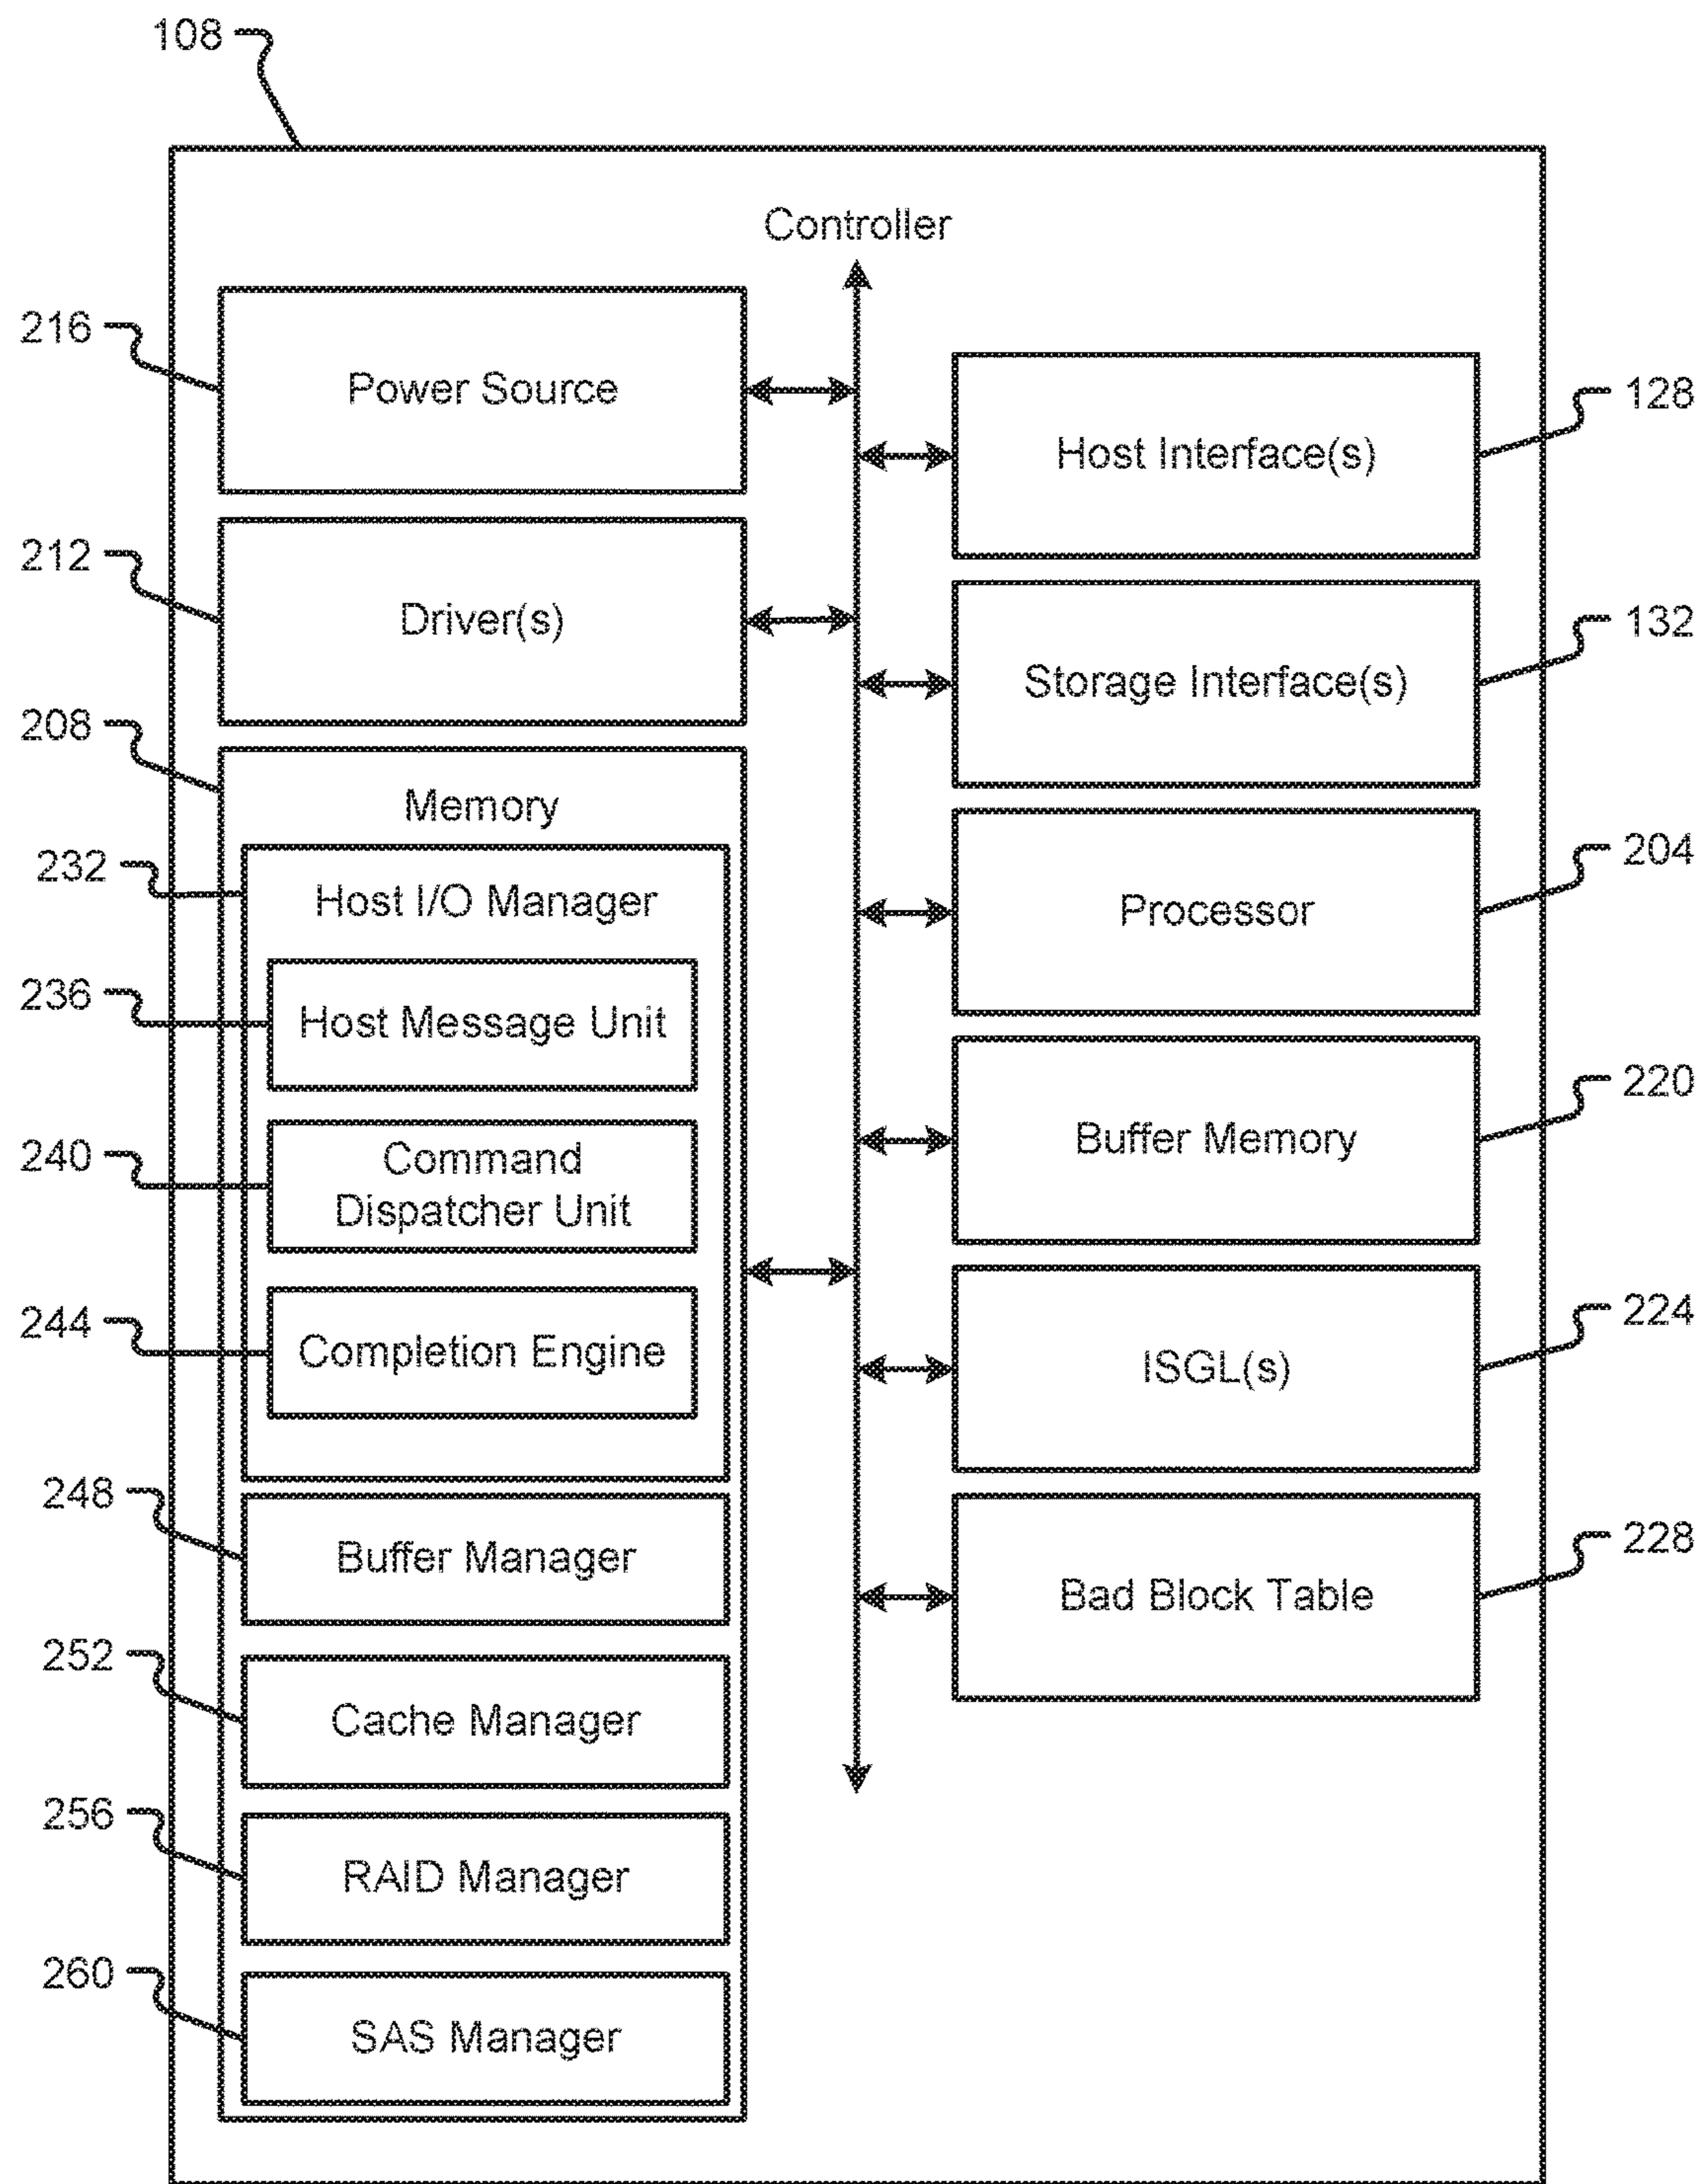 108
Controller
216
Power Source
128
Host Interface(s)
212
Driver(s)
132
Storage Interface(s)
208
Memory
204
Processor
232
Host I/O Manager
236
Host Message Unit
220
Buffer Memory
240
Command
Dispatcher Unit
244
Completion Engine
224
ISGL(s)
248
Buffer Manager
228
Bad Block Table
252
Cache Manager
256
RAID Manager
260
SAS Manager